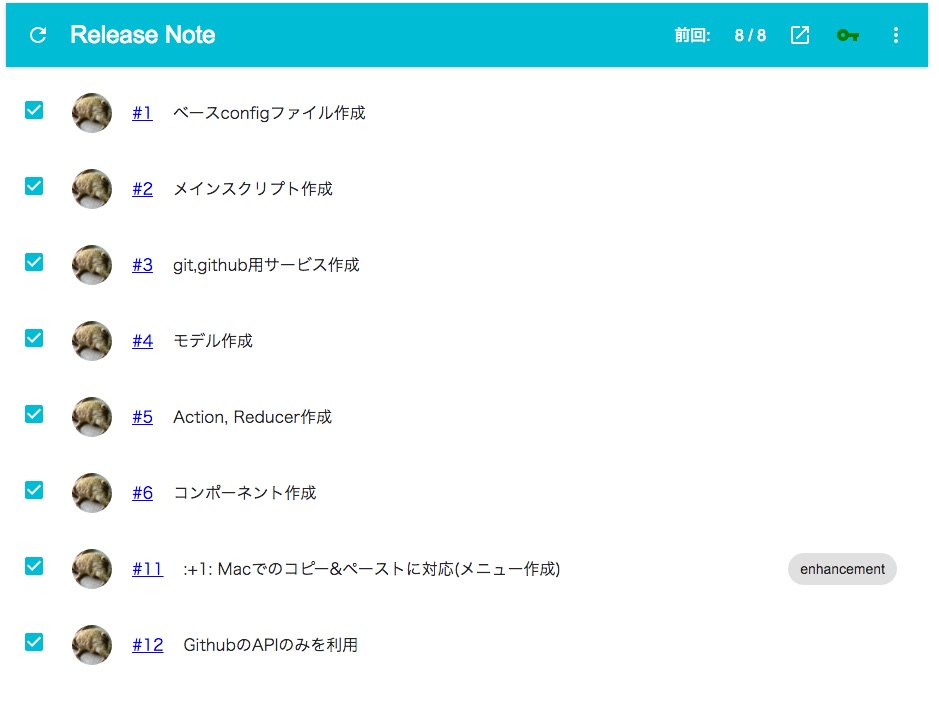 Release Note 前回: 8 / 8
#1 ベースconfigファイル作成
#2 メインスクリプト作成
#3 git,github用サービス作成
#4 モデル作成
#5 Action, Reducer作成
#6 コンポーネント作成
#11 :+1: Macでのコピー&ペーストに対応(メニュー作成) enhancement
#12 GithubのAPIのみを利用